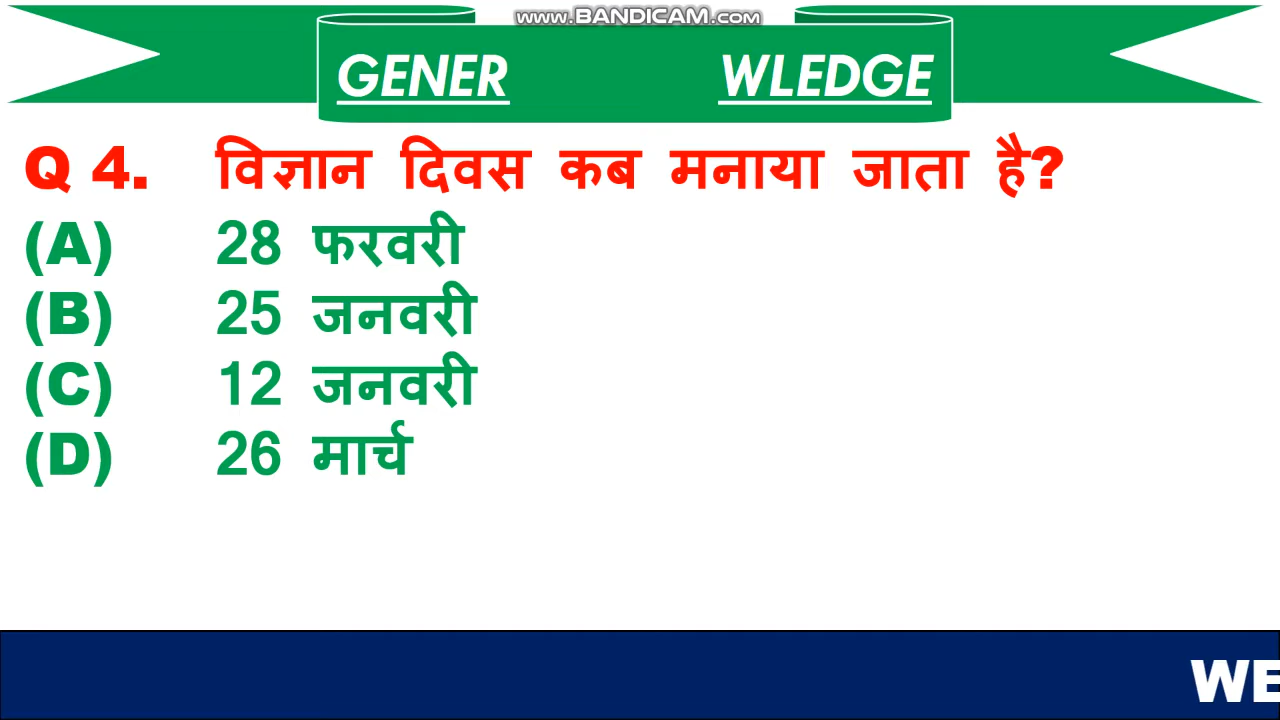 www.BANDICAM.com
GENER WLEDGE
Q 4. विज्ञान दिवस कब मनाया जाता है?
(A) 28 फरवरी
(B) 25 जनवरी
(C) 12 जनवरी
(D) 26 मार्च
WE